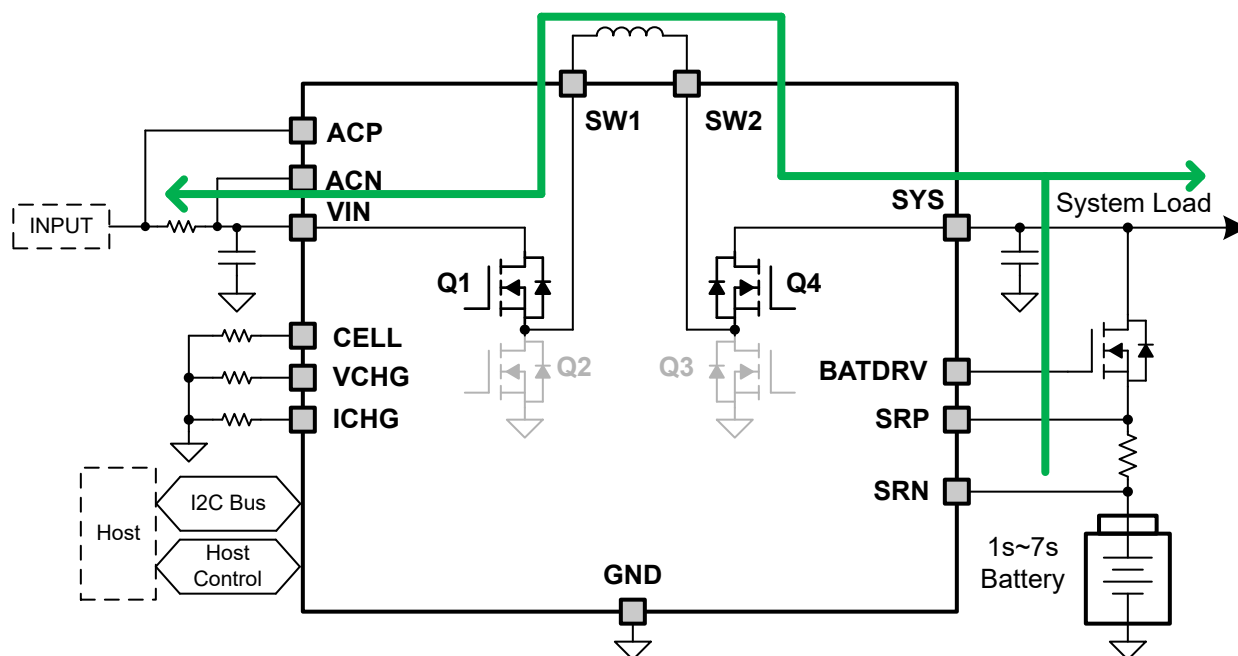 SW1
SW2
ACP
ACN
VIN
INPUT
SYS
System Load
Q1
Q4
CELL
Q2
Q3
VCHG
BATDRV
ICHG
SRP
SRN
I2C Bus
Host
Host
Control
1s~7s
Battery
GND